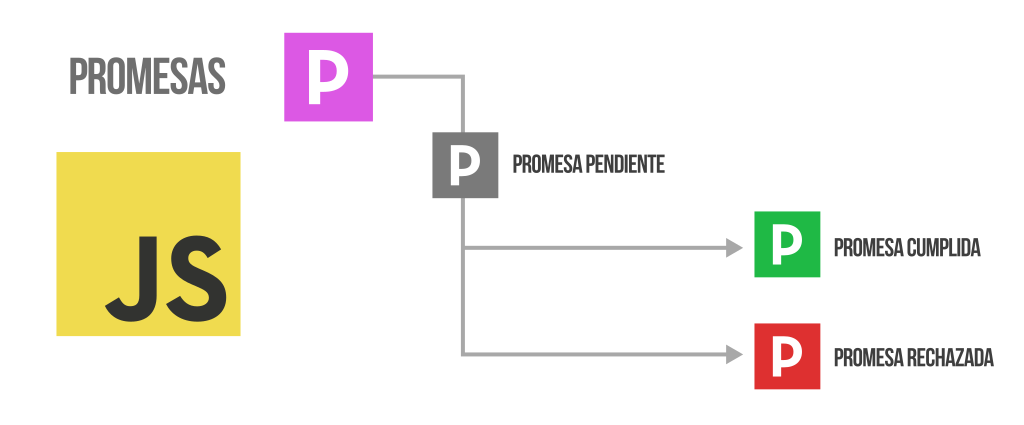 PROMESAS
P
P
PROMESA PENDIENTE
JS
P
PROMESA CUMPLIDA
P
PROMESA RECHAZADA